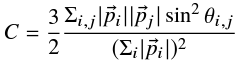 $C = \frac{3}{2} \frac{\Sigma_{i,j} |\vec{p}_i| |\vec{p}_j| \sin^2 \theta_{i,j}}{(\Sigma_i |\vec{p}_i|)^2}$